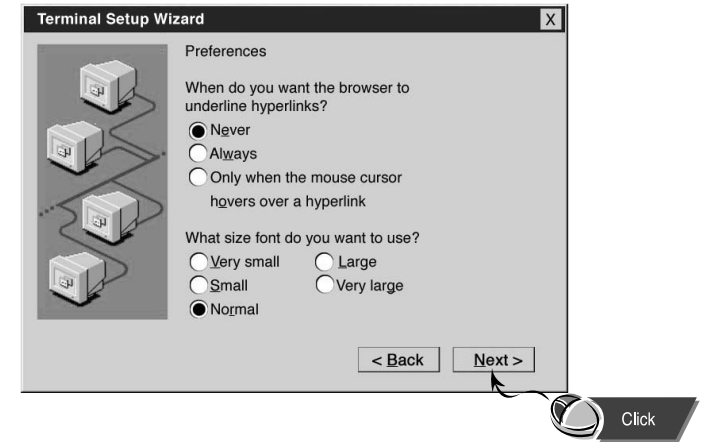 Terminal Setup Wizard X
Preferences
When do you want the browser to
underline hyperlinks?
Never
Always
Only when the mouse cursor
hovers over a hyperlink
What size font do you want to use?
Very small Large
Small Very large
Normal
< Back Next >
Click